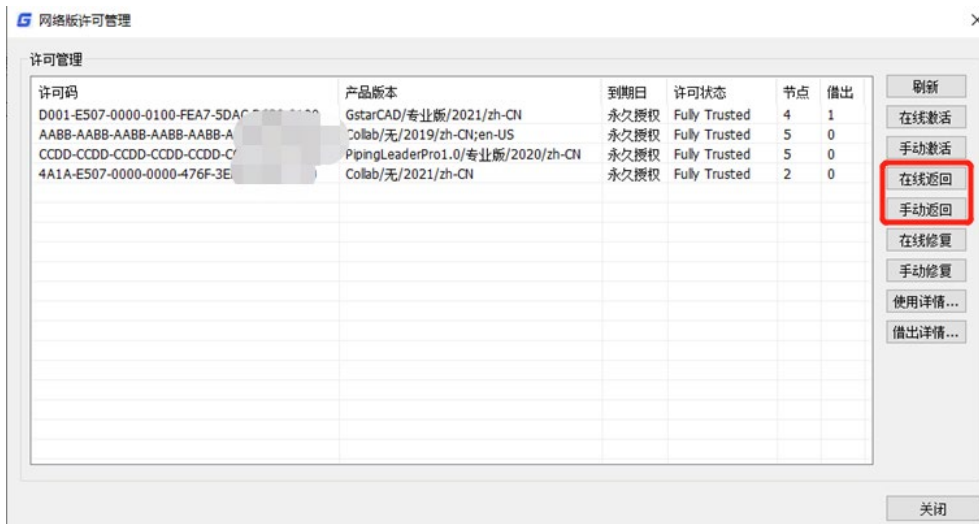 网络版许可管理
许可管理
许可码 产品版本 到期日 许可状态 节点 借出
D001-E507-0000-0100-FEA7-5DAC GstarCAD/专业版/2021/zh-CN 永久授权 Fully Trusted 4 1
AABB-AABB-AABB-AABB-AABB-A Collab/无/2019/zh-CN;en-US 永久授权 Fully Trusted 5 0
CCDD-CCDD-CCDD-CCDD-CCDD-C PipingLeaderPro1.0/专业版/2020/zh-CN 永久授权 Fully Trusted 5 0
4A1A-E507-0000-0000-476F-3E Collab/无/2021/zh-CN 永久授权 Fully Trusted 2 0
刷新
在线激活
手动激活
在线返回
手动返回
在线修复
手动修复
使用详情...
借出详情...
关闭